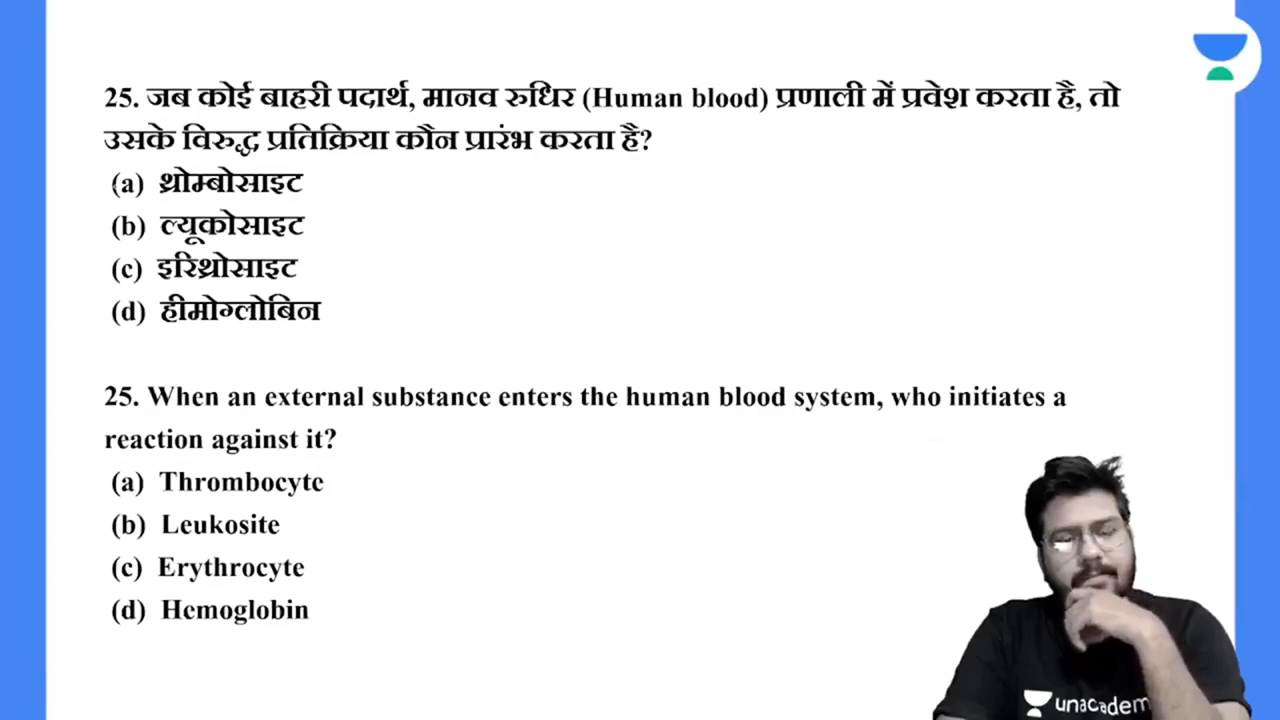 25. जब कोई बाहरी पदार्थ, मानव रुधिर (Human blood) प्रणाली में प्रवेश करता है, तो
उसके विरुद्ध प्रतिक्रिया कौन प्रारंभ करता है?
(a) थ्रोम्बोसाइट
(b) ल्यूकोसाइट
(c) इरिथ्रोसाइट
(d) हीमोग्लोबिन
25. When an external substance enters the human blood system, who initiates a
reaction against it?
(a) Thrombocyte
(b) Leukosite
(c) Erythrocyte
(d) Hemoglobin
unacadem